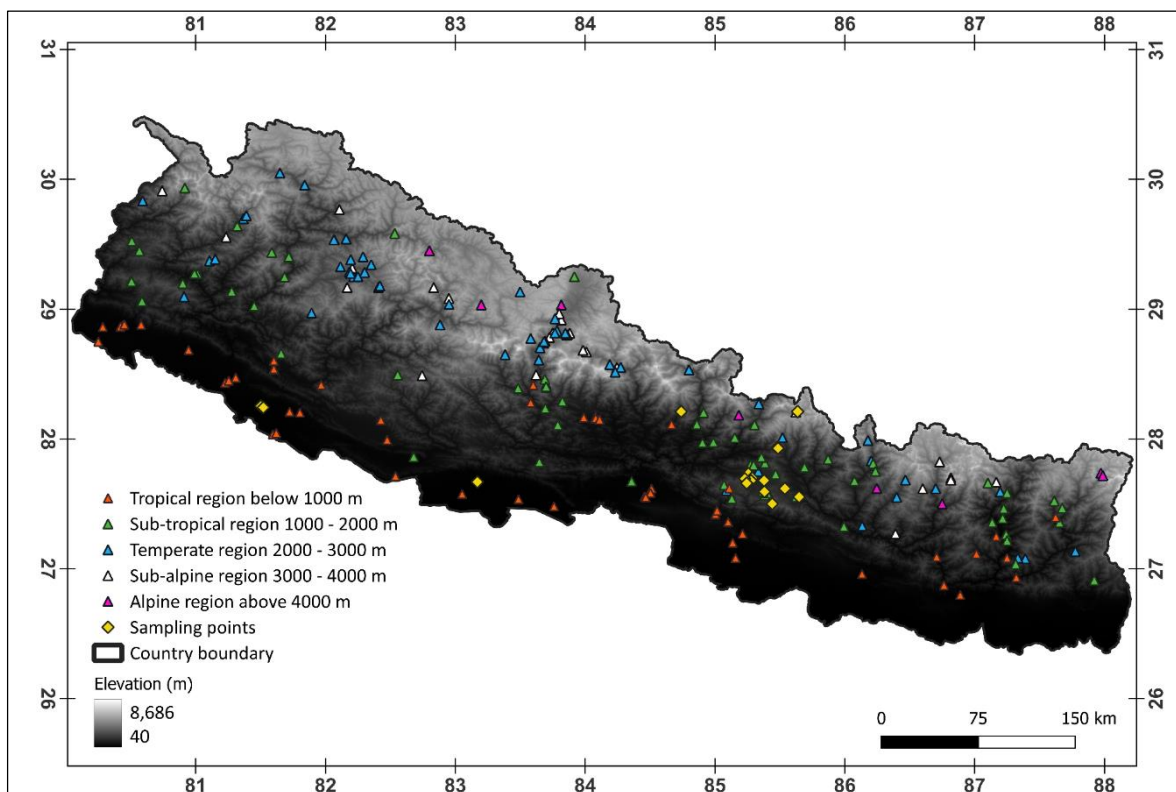 81 82 83 84 85 86 87 88
31 31
30 30
29 29
28 28
Tropical region below 1000 m
Sub-tropical region 1000 - 2000 m
27 27
Temperate region 2000 - 3000 m
Sub-alpine region 3000 - 4000 m
Alpine region above 4000 m
Sampling points
Country boundary
Elevation (m)
8,686
40
26 26
0 75 150 km
81 82 83 84 85 86 87 88